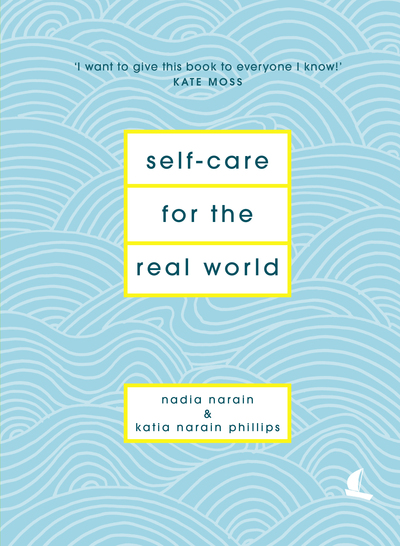 'I want to give this book to everyone I know!'
KATE MOSS
self-care
for the
real world
nadia narain
&
katia narain phillips